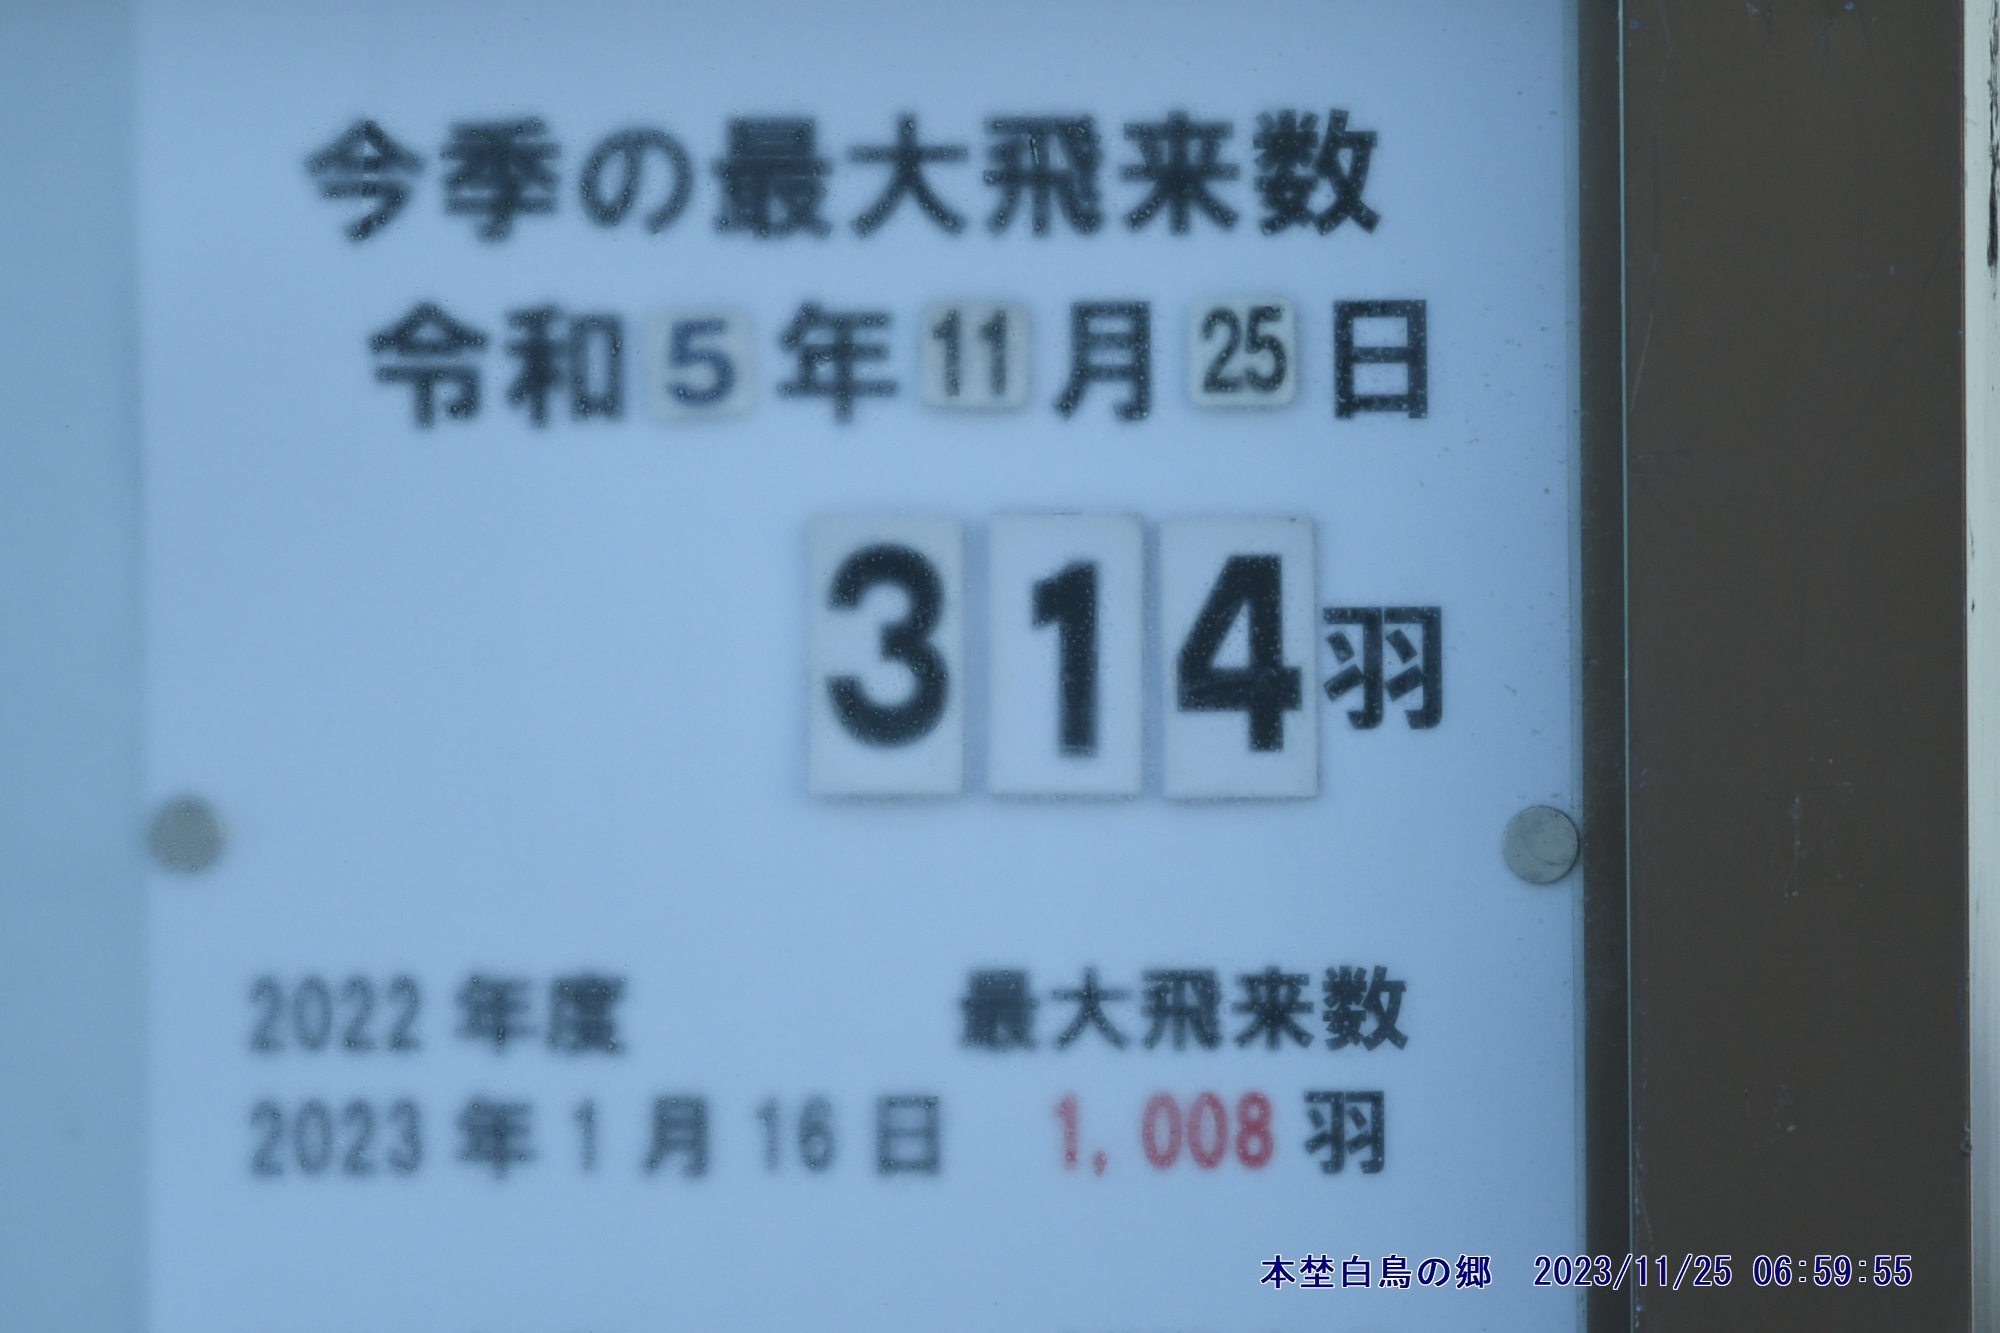 今季の最大飛来数
令和5年11月25日
314羽
2022年度 最大飛来数
2023年1月16日 1,008羽
本埜白鳥の郷 2023/11/25 06:59:55